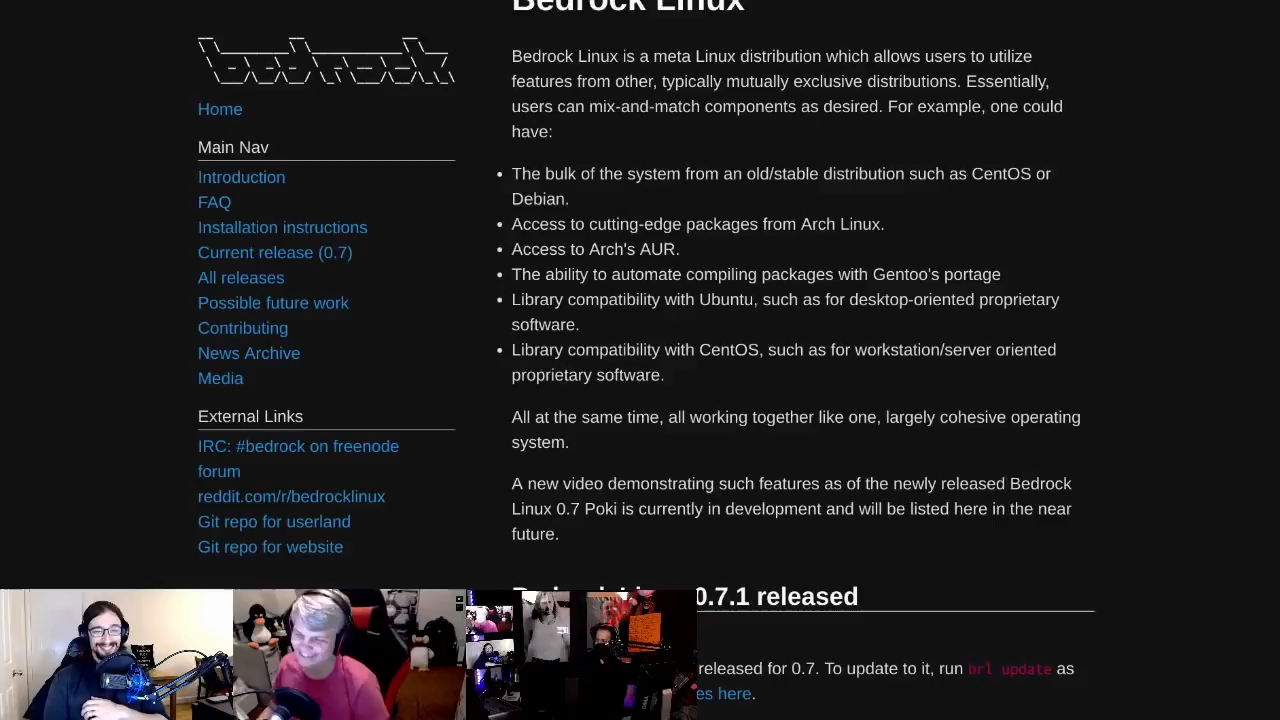 Bedrock Linux
Home
Main Nav
Introduction
FAQ
Installation instructions
Current release (0.7)
All releases
Possible future work
Contributing
News Archive
Media
External Links
IRC: #bedrock on freenode
forum
reddit.com/r/bedrocklinux
Git repo for userland
Git repo for website
Bedrock Linux is a meta Linux distribution which allows users to utilize
features from other, typically mutually exclusive distributions. Essentially,
users can mix-and-match components as desired. For example, one could
have:
The bulk of the system from an old/stable distribution such as CentOS or
Debian.
Access to cutting-edge packages from Arch Linux.
Access to Arch's AUR.
The ability to automate compiling packages with Gentoo's portage
Library compatibility with Ubuntu, such as for desktop-oriented proprietary
software.
Library compatibility with CentOS, such as for workstation/server oriented
proprietary software.
All at the same time, all working together like one, largely cohesive operating
system.
A new video demonstrating such features as of the newly released Bedrock
Linux 0.7 Poki is currently in development and will be listed here in the near
future.
0.7.1 released
released for 0.7. To update to it, run brl update as
es here.